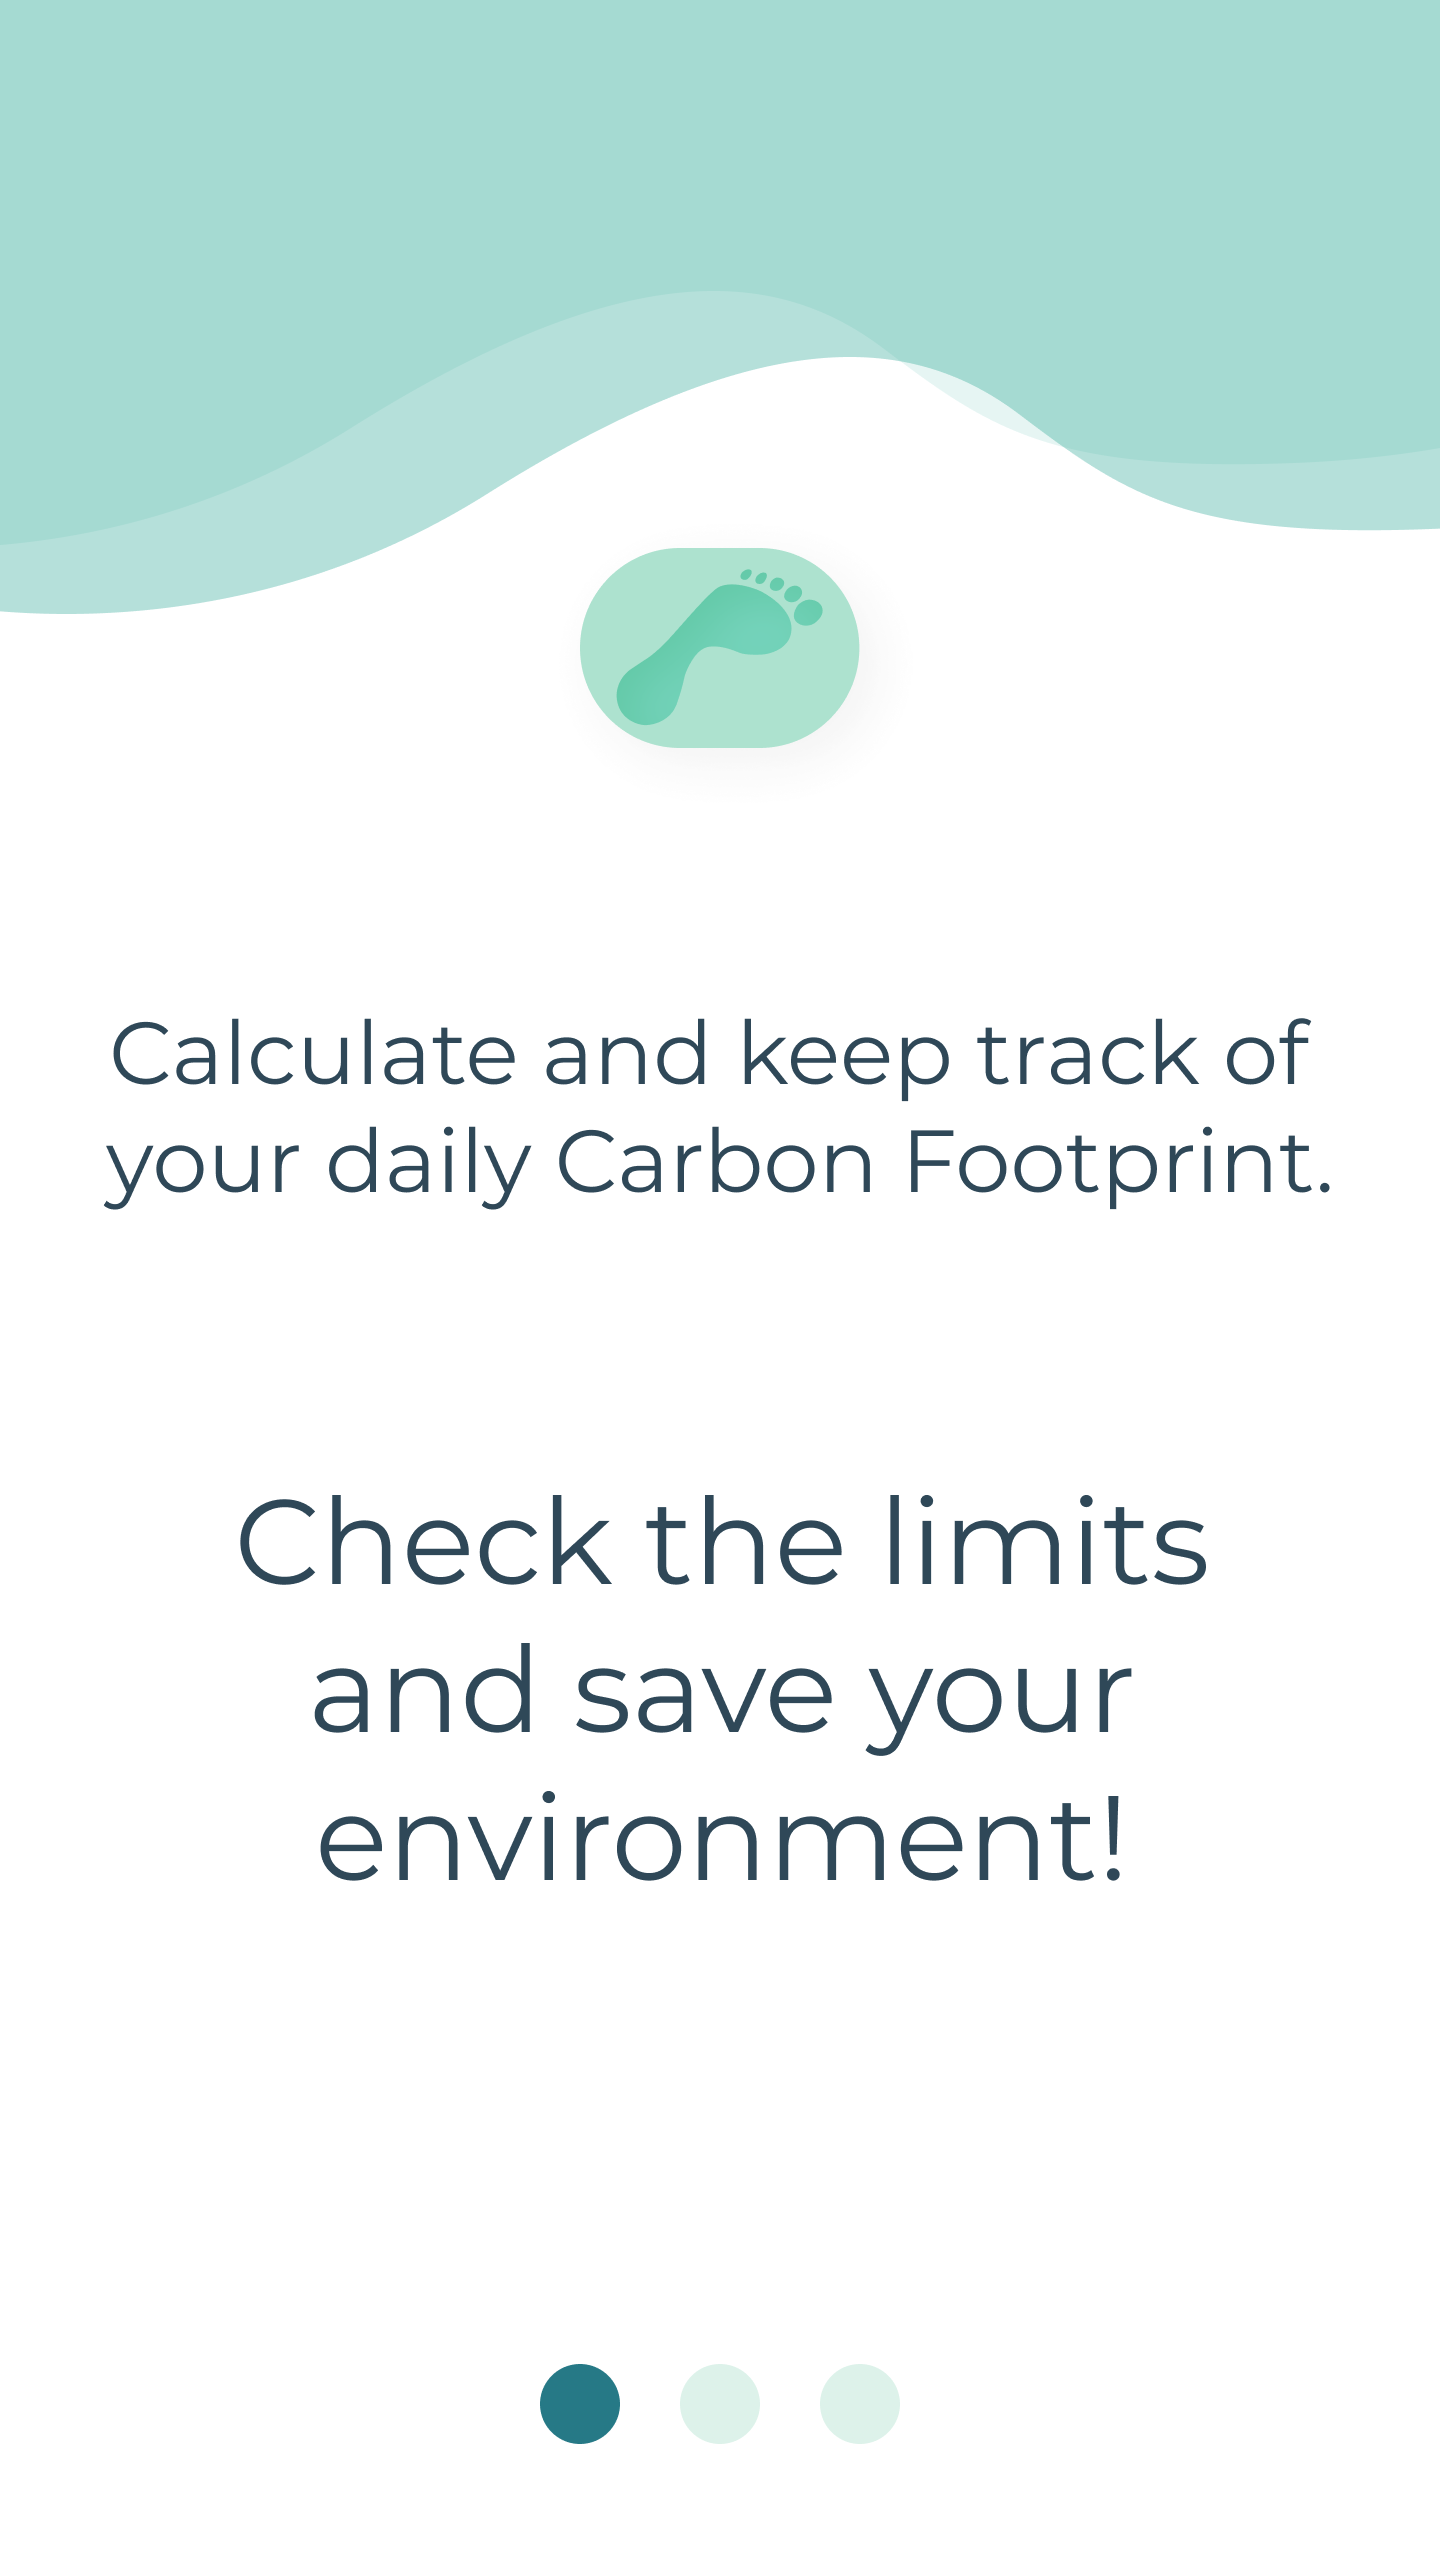 Calculate and keep track of
your daily Carbon Footprint.
Check the limits
and save your
environment!